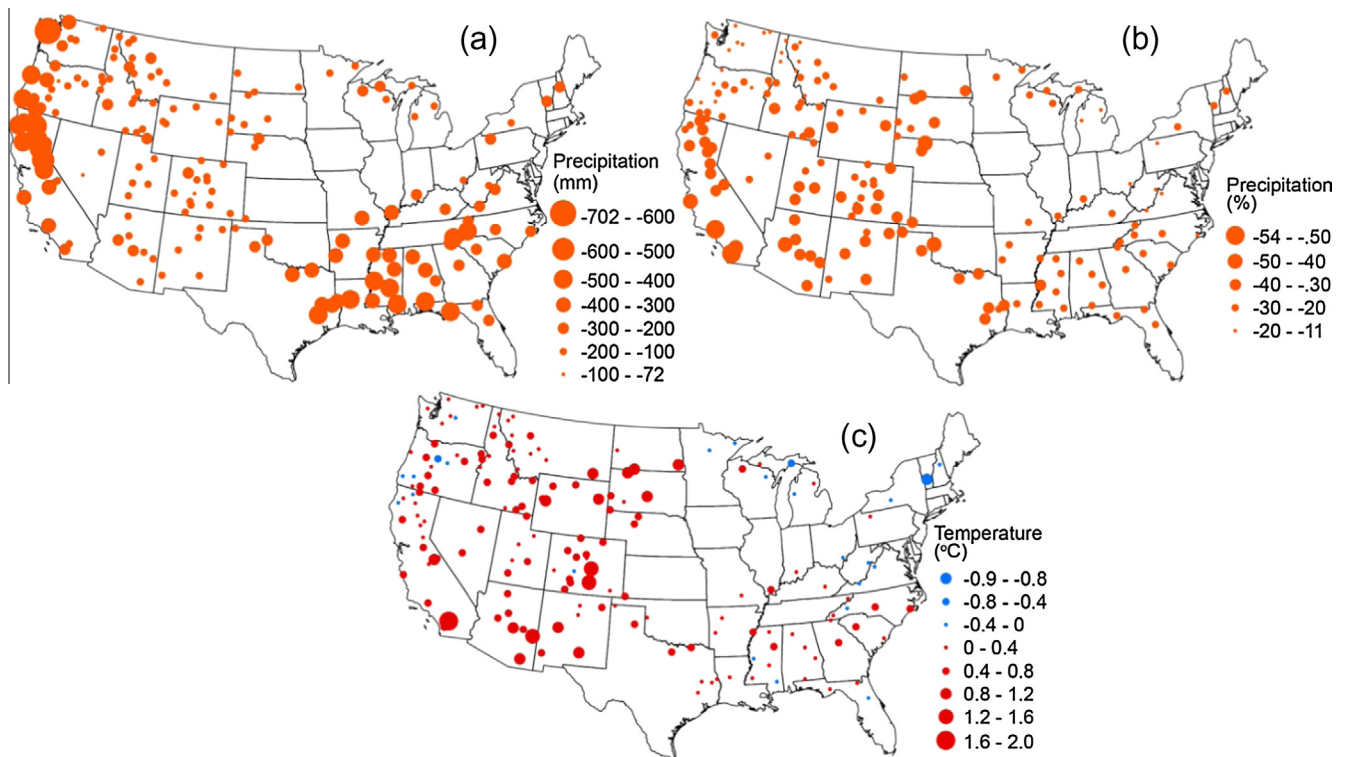 (a)
Precipitation
(mm)
-702 - -600
-600 - -500
-500 - -400
-400 - -300
-300 - -200
-200 - -100
-100 - -72
(b)
Precipitation
(%)
-54 - -.50
-50 - -40
-40 - -.30
-30 - -20
-20 - -11
(c)
Temperature
(ºC)
-0.9 - -0.8
-0.8 - -0.4
-0.4 - 0
0 - 0.4
0.4 - 0.8
0.8 - 1.2
1.2 - 1.6
1.6 - 2.0